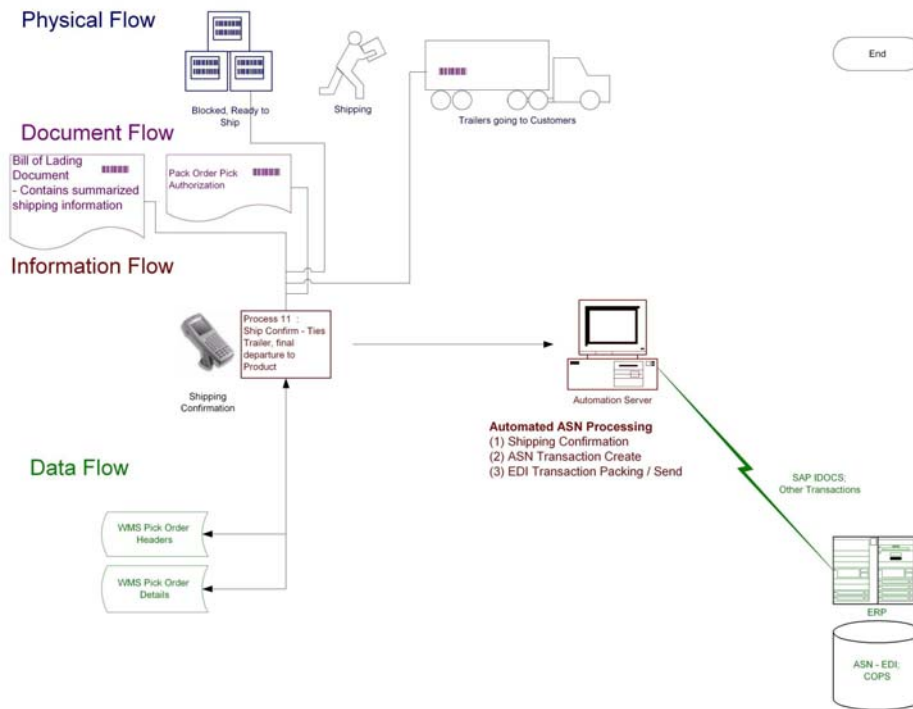 Physical Flow
End
Blocked, Ready to
Ship
Shipping
Trailers going to Customers
Document Flow
Bill of Lading
Document
- Contains summarized
shipping information
Pack Order Pick
Authorization
Information Flow
Process 11 :
Ship Confirm - Ties
Trailer, final
departure to
Product
Shipping
Confirmation
Automation Server
Automated ASN Processing
(1) Shipping Confirmation
(2) ASN Transaction Create
(3) EDI Transaction Packing / Send
Data Flow
SAP IDOCS;
Other Transactions
WMS Pick Order
Headers
WMS Pick Order
Details
ERP
ASN - EDI;
COPS